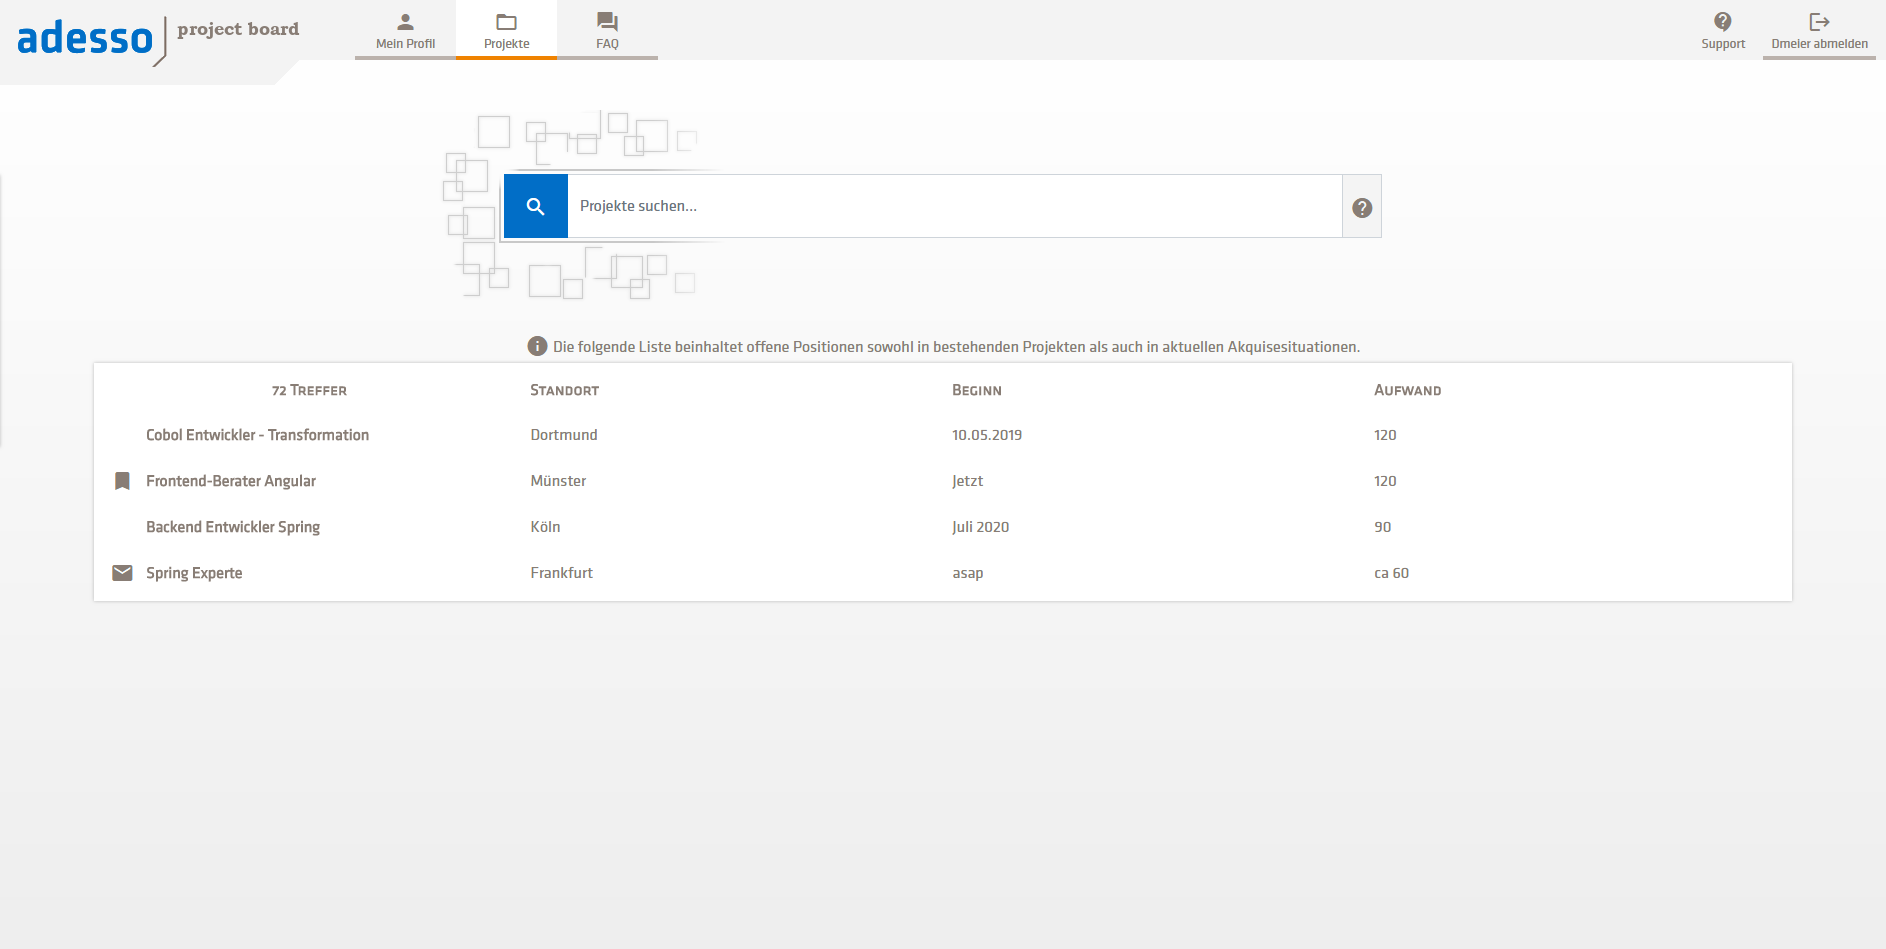 adesso project board
Mein Profil
Projekte
FAQ
Support
Dmeier abmelden
Projekte suchen...
Die folgende Liste beinhaltet offene Positionen sowohl in bestehenden Projekten als auch in aktuellen Akquisesituationen.
72 Treffer Standort Beginn Aufwand
Cobol Entwickler - Transformation Dortmund 10.05.2019 120
Frontend-Berater Angular Münster Jetzt 120
Backend Entwickler Spring Köln Juli 2020 90
Spring Experte Frankfurt asap ca 60